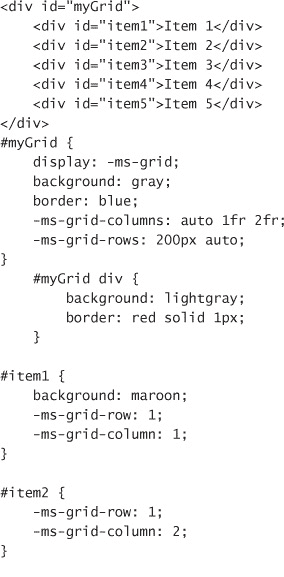 <div id="myGrid">
    <div id="item1">Item 1</div>
    <div id="item2">Item 2</div>
    <div id="item3">Item 3</div>
    <div id="item4">Item 4</div>
    <div id="item5">Item 5</div>
</div>
#myGrid {
    display: -ms-grid;
    background: gray;
    border: blue;
    -ms-grid-columns: auto 1fr 2fr;
    -ms-grid-rows: 200px auto;
}
    #myGrid div {
        background: lightgray;
        border: red solid 1px;
    }

#item1 {
    background: maroon;
    -ms-grid-row: 1;
    -ms-grid-column: 1;
}

#item2 {
    -ms-grid-row: 1;
    -ms-grid-column: 2;
}